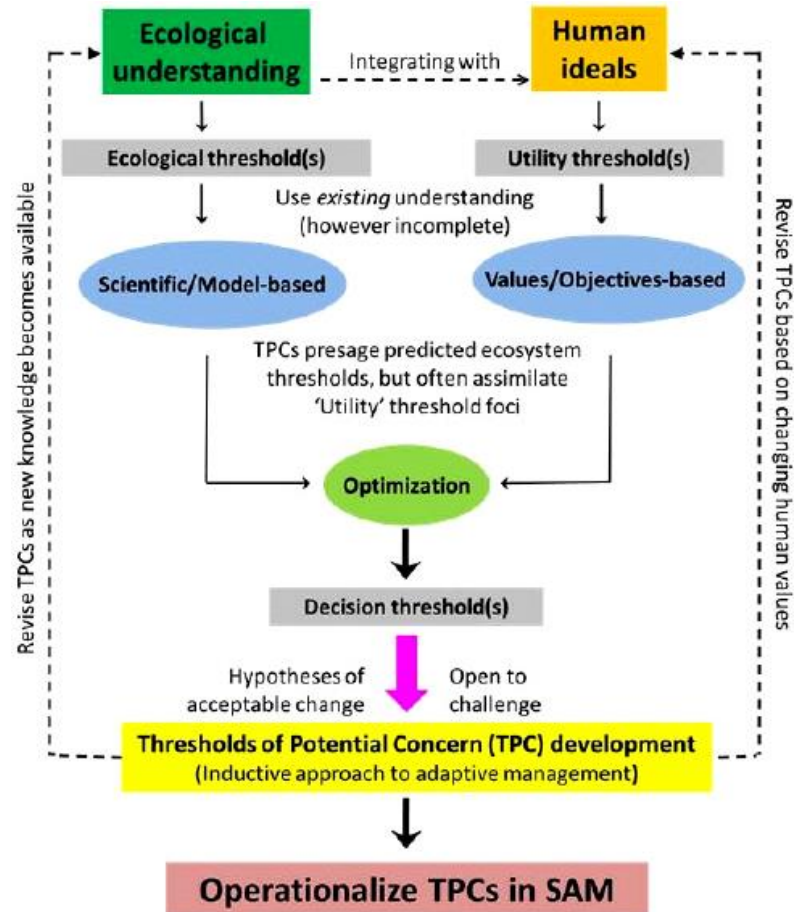 Ecological
understanding
Integrating with
Human
ideals
Ecological threshold(s)
Utility threshold(s)
Use existing understanding
(however incomplete)
Scientific/Model-based
Values/Objectives-based
TPCs presage predicted ecosystem
thresholds, but often assimilate
‘Utility’ threshold foci
Optimization
Decision threshold(s)
Hypotheses of
acceptable change
Open to
challenge
Thresholds of Potential Concern (TPC) development
(Inductive approach to adaptive management)
Operationalize TPCs in SAM
Revise TPCs as new knowledge becomes available
Revise TPCs based on changing human values